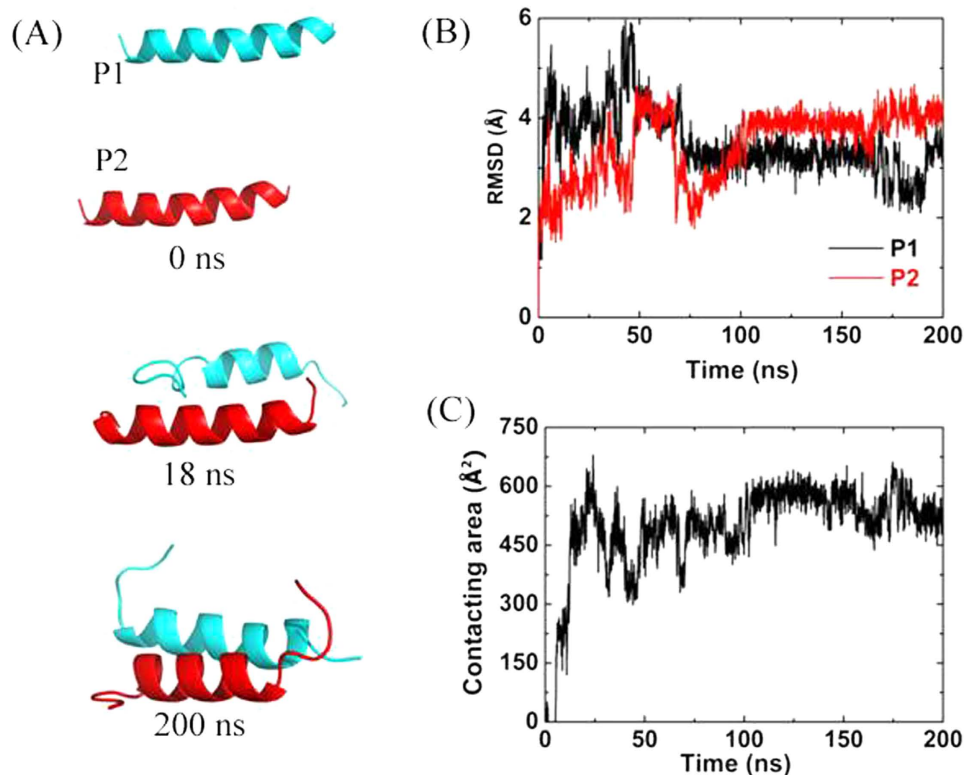 (A)
P1
P2
0 ns
18 ns
200 ns
(B)
6
4
2
0
RMSD (Å)
P1
P2
0 50 100 150 200
Time (ns)
(C)
750
600
450
300
150
0
Contacting area (Å²)
0 50 100 150 200
Time (ns)